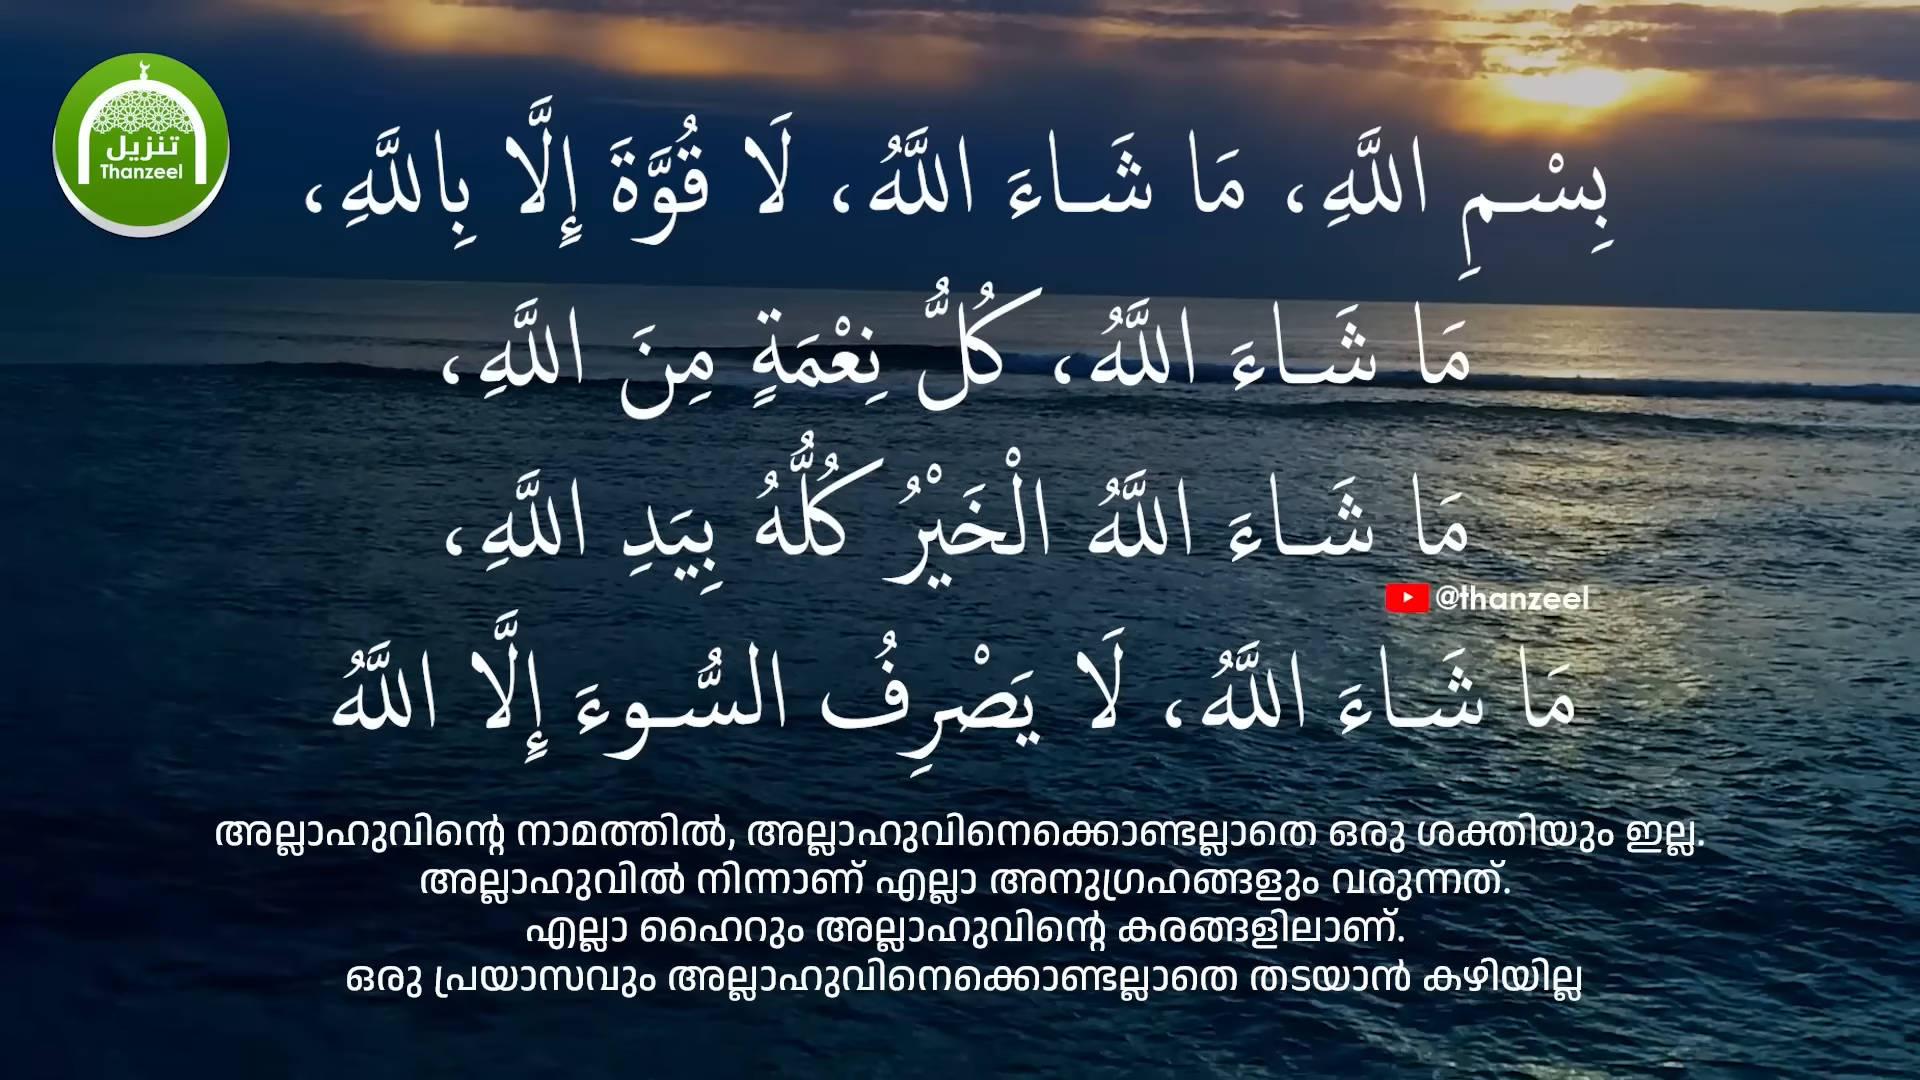 تنزيل
Thanzeel
بِسْمِ اللَّهِ، مَا شَاءَ اللَّهُ، لَا قُوَّةَ إِلَّا بِاللَّهِ،
مَا شَاءَ اللَّهُ، كُلُّ نِعْمَةٍ مِنَ اللَّهِ،
مَا شَاءَ اللَّهُ الْخَيْرُ كُلُّهُ بِيَدِ اللَّهِ،
@thanzeel
مَا شَاءَ اللَّهُ، لَا يَصْرِفُ السُّوءَ إِلَّا اللَّهُ
അല്ലാഹുവിന്റെ നാമത്തിൽ, അല്ലാഹുവിനെക്കൊണ്ടല്ലാതെ ഒരു ശക്തിയും ഇല്ല.
അല്ലാഹുവിൽ നിന്നാണ് എല്ലാ അനുഗ്രഹങ്ങളും വരുന്നത്.
എല്ലാ ഹൈറും അല്ലാഹുവിന്റെ കരങ്ങളിലാണ്.
ഒരു പ്രയാസവും അല്ലാഹുവിനെക്കൊണ്ടല്ലാതെ തടയാൻ കഴിയില്ല